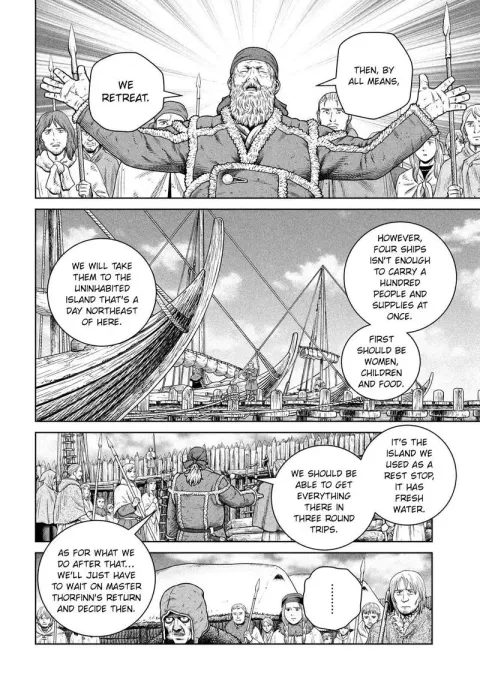 THEN, BY
ALL MEANS,
WE
RETREAT.
HOWEVER,
FOUR SHIPS
ISN'T ENOUGH
TO CARRY A
HUNDRED
PEOPLE AND
SUPPLIES AT
ONCE.
FIRST
SHOULD BE
WOMEN,
CHILDREN
AND FOOD.
WE WILL TAKE
THEM TO THE
UNINHABITED
ISLAND THAT'S A
DAY NORTHEAST
OF HERE.
IT'S THE
ISLAND WE
USED AS A
REST STOP,
IT HAS
FRESH
WATER.
WE SHOULD BE
ABLE TO GET
EVERYTHING
THERE IN
THREE ROUND
TRIPS.
.......
AS FOR WHAT WE
DO AFTER THAT...
WE'LL JUST HAVE
TO WAIT ON MASTER
THORFINN'S RETURN
AND DECIDE THEN.